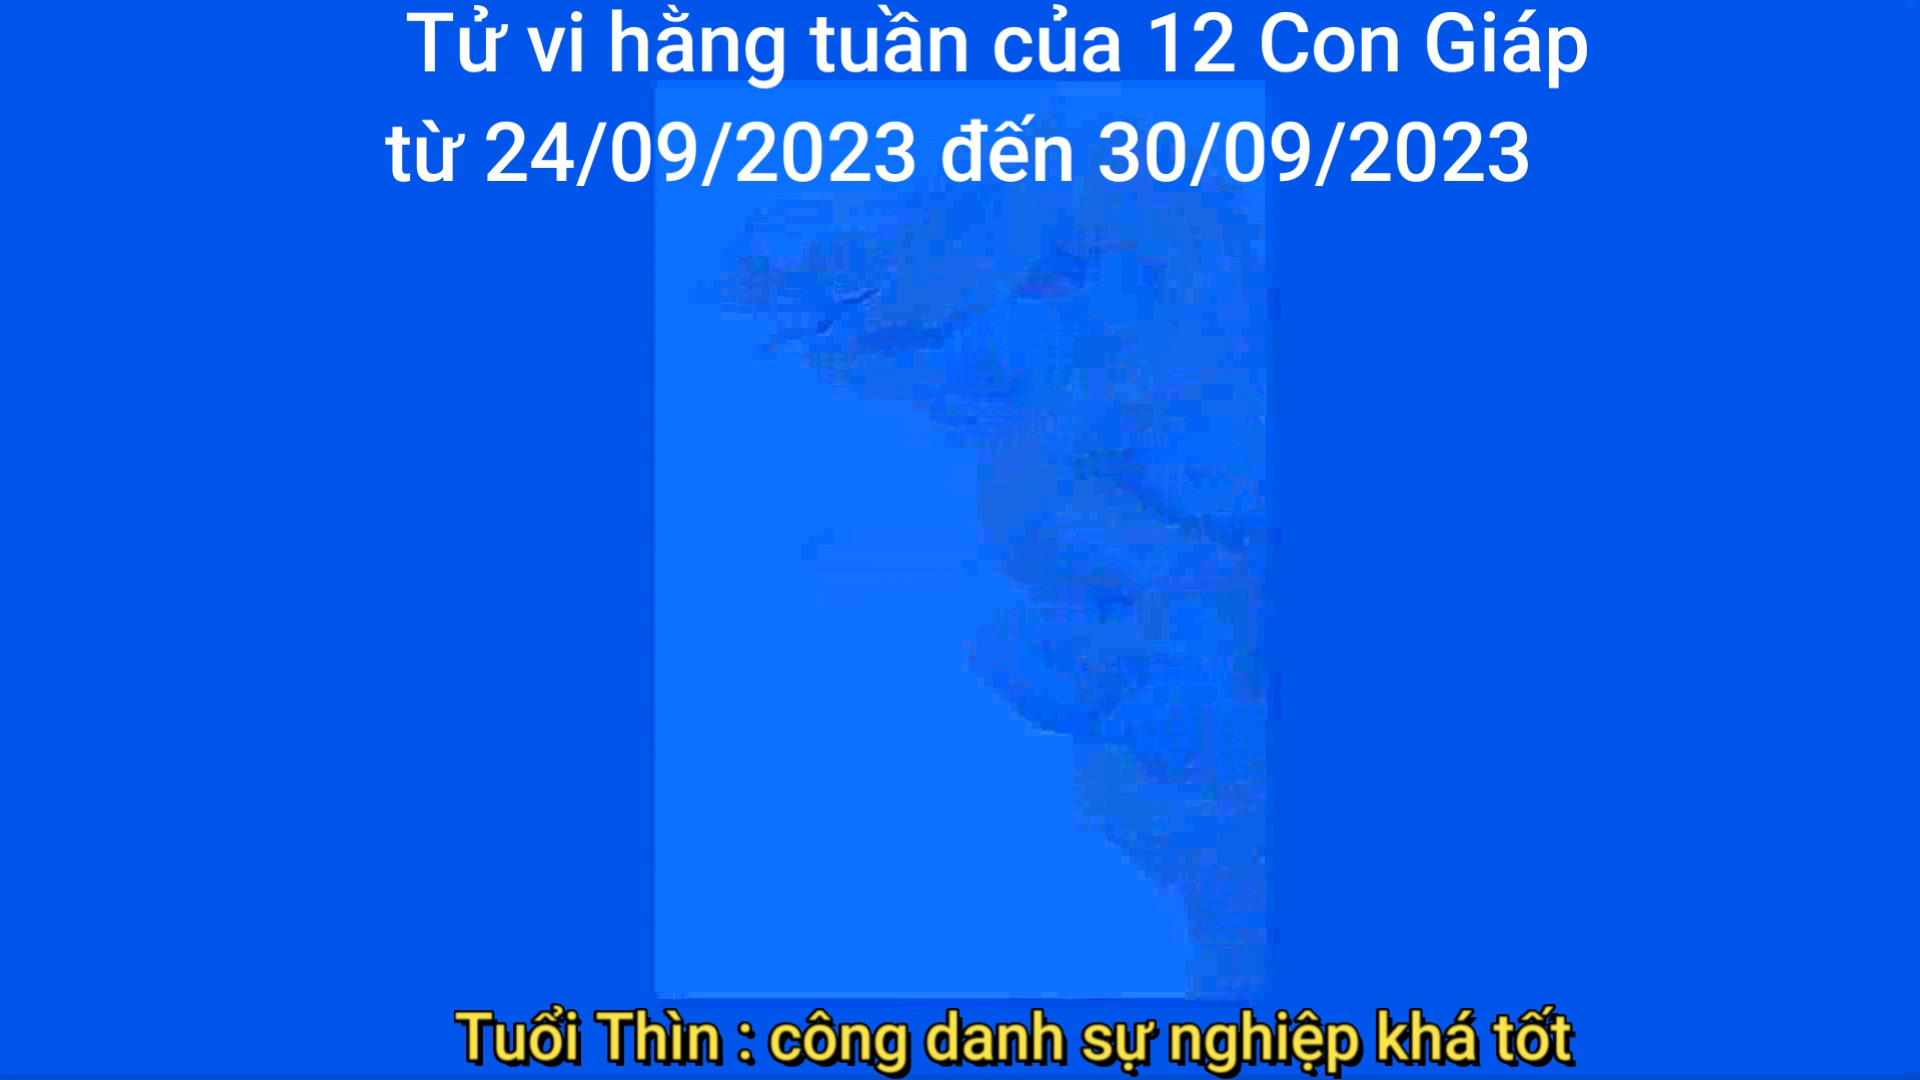 Tử vi hằng tuần của 12 Con Giáp
từ 24/09/2023 đến 30/09/2023
Tuổi Thìn : công danh sự nghiệp khá tốt